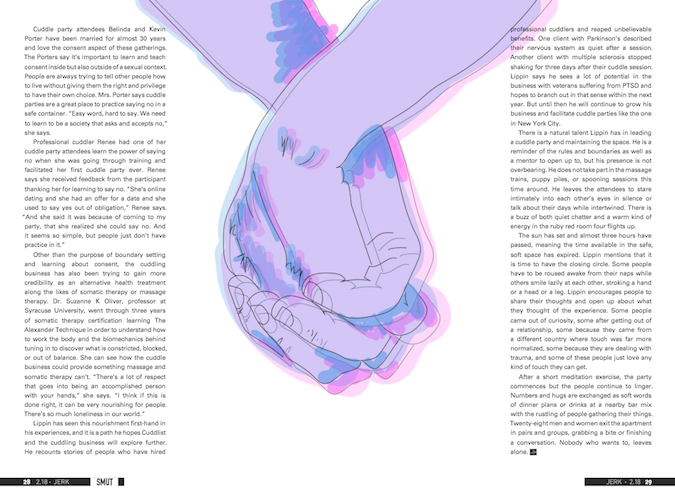 Cuddle party attendees Belinda and Kevin
Porter have been married for almost 30 years
and love the consent aspect of these gatherings.
The Porters say it's important to learn and teach
consent inside but also outside of a sexual context.
People are always trying to tell other people how
to live without giving them the right and privilege
to have their own choice. Mrs. Porter says cuddle
parties are a great place to practice saying no in a
safe container. "Easy word, hard to say. We need
to learn to be a society that asks and accepts no,"
she says.
Professional cuddler Renee had one of her
cuddle party attendees learn the power of saying
no when she was going through training and
facilitated her first cuddle party ever. Renee
says she received feedback from the participant
thanking her for learning to say no. "She's online
dating and she had an offer for a date and she
used to say yes out of obligation," Renee says.
"And she said it was because of coming to my
party, that she realized she could say no. And
it seems so simple, but people just don't have
practice in it."
Other than the purpose of boundary setting
and learning about consent, the cuddling
business has also been trying to gain more
credibility as an alternative health treatment
along the likes of somatic therapy or massage
therapy. Dr. Suzanne K Oliver, professor at
Syracuse University, went through three years
of somatic therapy certification learning The
Alexander Technique in order to understand how
to work the body and the biomechanics behind
tuning in to discover what is constricted, blocked,
or out of balance. She can see how the cuddle
business could provide something massage and
somatic therapy can't. "There's a lot of respect
that goes into being an accomplished person
with your hands," she says. "I think if this is
done right, it can be very nourishing for people.
There's so much loneliness in our world."
Lippin has seen this nourishment first-hand in
his experiences, and it is a path he hopes Cuddlist
and the cuddling business will explore further.
He recounts stories of people who have hired
professional cuddlers and reaped unbelievable
benefits. One client with Parkinson's described
their nervous system as quiet after a session.
Another client with multiple sclerosis stopped
shaking for three days after their cuddle session.
Lippin says he sees a lot of potential in the
business with veterans suffering from PTSD and
hopes to branch out in that sense within the next
year. But until then he will continue to grow his
business and facilitate cuddle parties like the one
in New York City.
There is a natural talent Lippin has in leading
a cuddle party and maintaining the space. He is a
reminder of the rules and boundaries as well as
a mentor to open up to, but his presence is not
overbearing. He does not take part in the massage
trains, puppy piles, or spooning sessions this
time around. He leaves the attendees to stare
intimately into each other's eyes in silence or
talk about their days while intertwined. There is
a buzz of both quiet chatter and a warm kind of
energy in the ruby red room four flights up.
The sun has set and almost three hours have
passed, meaning the time available in the safe,
soft space has expired. Lippin mentions that it
is time to have the closing circle. Some people
have to be roused awake from their naps while
others smile lazily at each other, stroking a hand
or a head or a leg. Lippin encourages people to
share their thoughts and open up about what
they thought of the experience. Some people
came out of curiosity, some after getting out of
a relationship, some because they came from
a different country where touch was far more
normalized, some because they are dealing with
trauma, and some of these people just love any
kind of touch they can get.
After a short meditation exercise, the party
commences but the people continue to linger.
Numbers and hugs are exchanged as soft words
of dinner plans or drinks at a nearby bar mix
with the rustling of people gathering their things.
Twenty-eight men and women exit the apartment
in pairs and groups, grabbing a bite or finishing
a conversation. Nobody who wants to, leaves
alone.
28 2.18 • JERK SMUT
JERK • 2.18 29